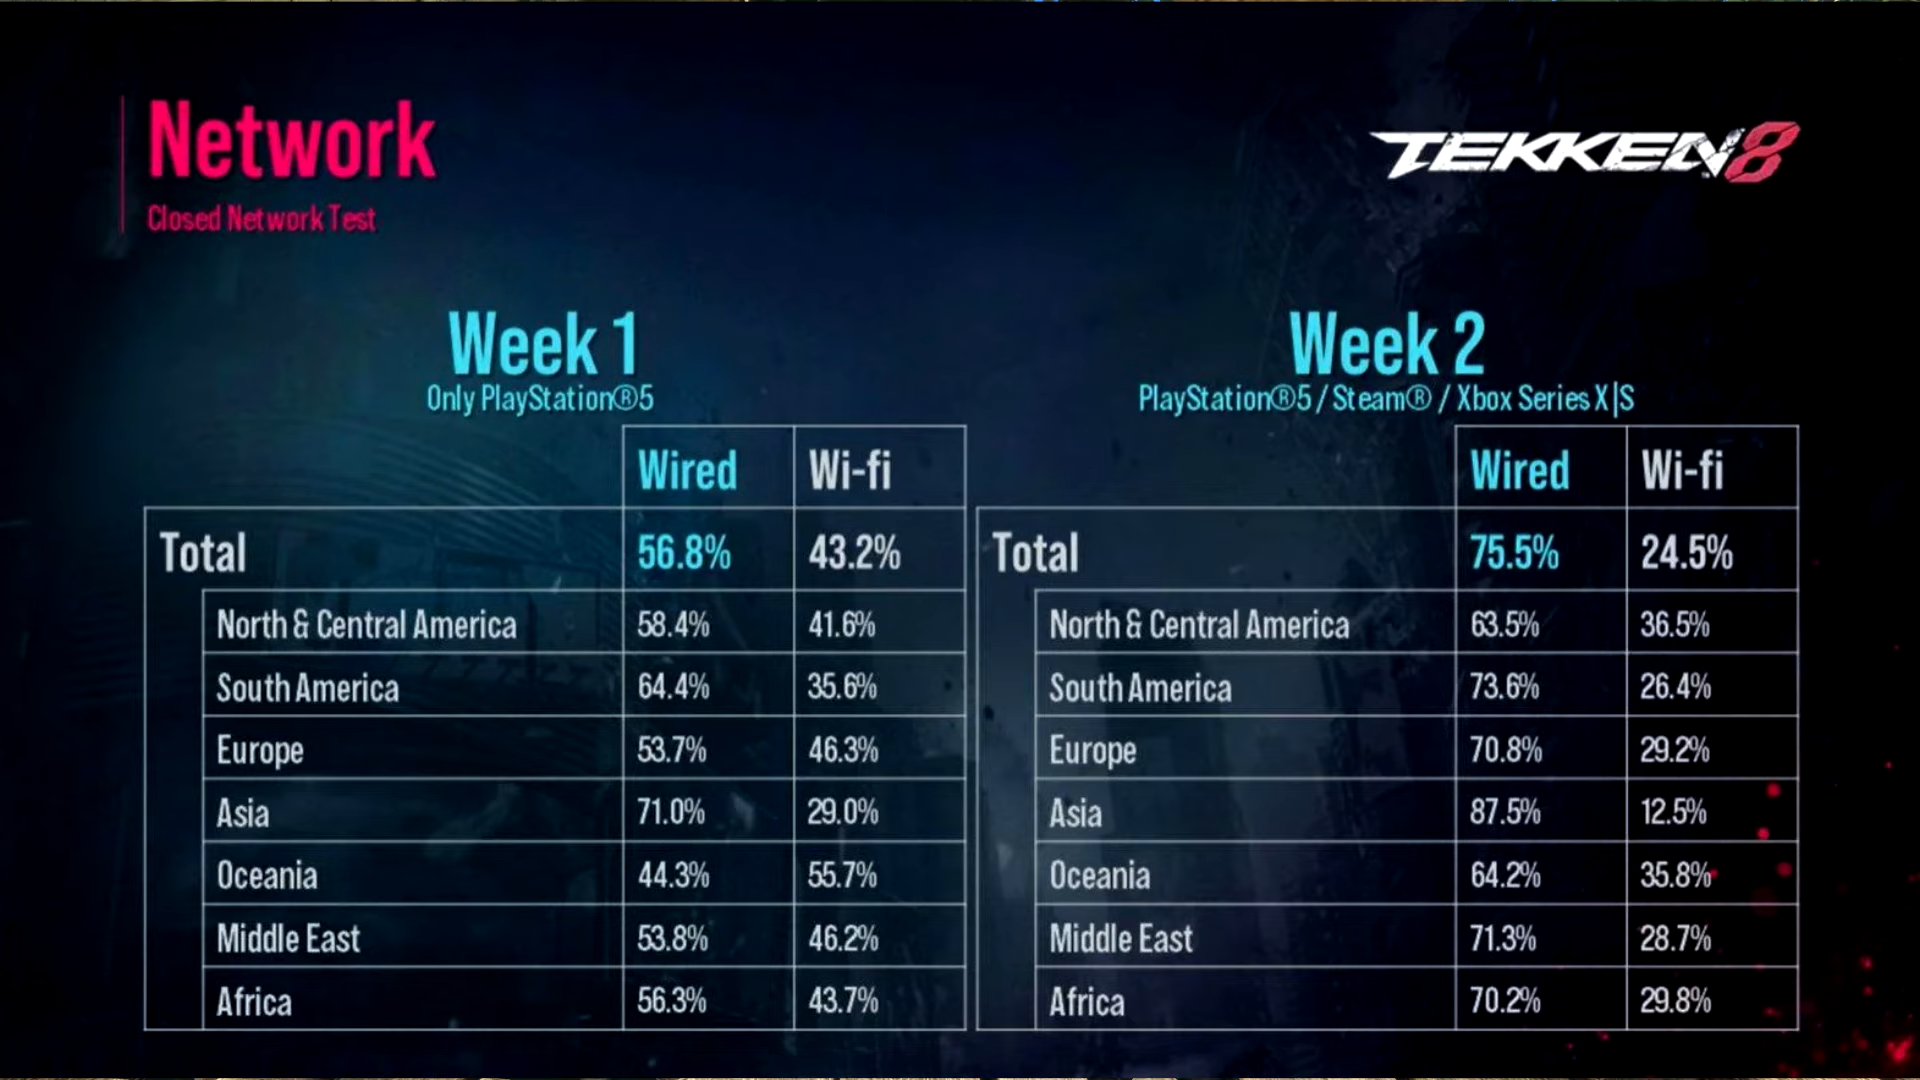 Network
Closed Network Test
TEKKEN 8
Week 1
Only PlayStation®5
Wired Wi-fi
Total 56.8% 43.2%
North & Central America 58.4% 41.6%
South America 64.4% 35.6%
Europe 53.7% 46.3%
Asia 71.0% 29.0%
Oceania 44.3% 55.7%
Middle East 53.8% 46.2%
Africa 56.3% 43.7%
Week 2
PlayStation®5 / Steam® / Xbox Series X|S
Wired Wi-fi
Total 75.5% 24.5%
North & Central America 63.5% 36.5%
South America 73.6% 26.4%
Europe 70.8% 29.2%
Asia 87.5% 12.5%
Oceania 64.2% 35.8%
Middle East 71.3% 28.7%
Africa 70.2% 29.8%